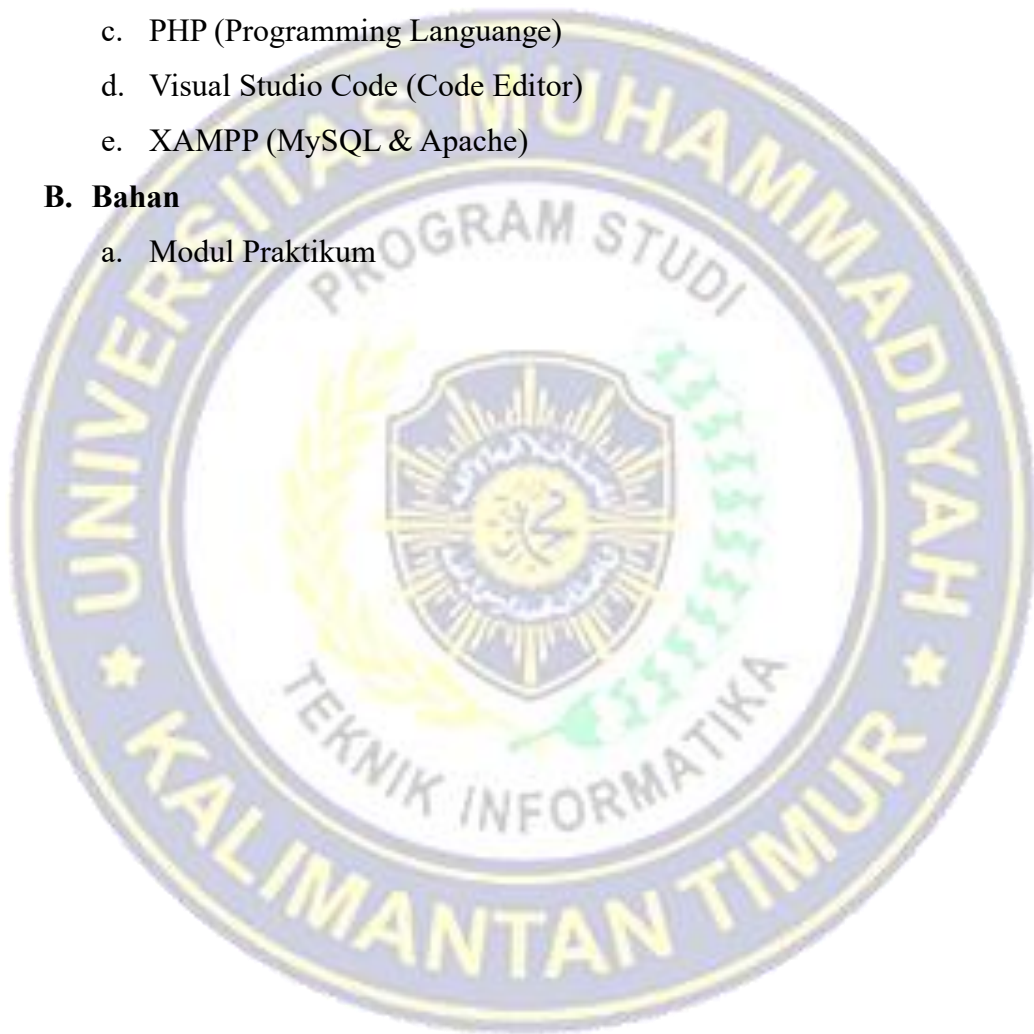 c. PHP (Programming Languange)
d. Visual Studio Code (Code Editor)
e. XAMPP (MySQL & Apache)
B. Bahan
a. Modul Praktikum
UNIVERSITAS MUHAMMADIYAH
PROGRAM STUDI
TEKNIK INFORMATIKA
KALIMANTAN TIMUR